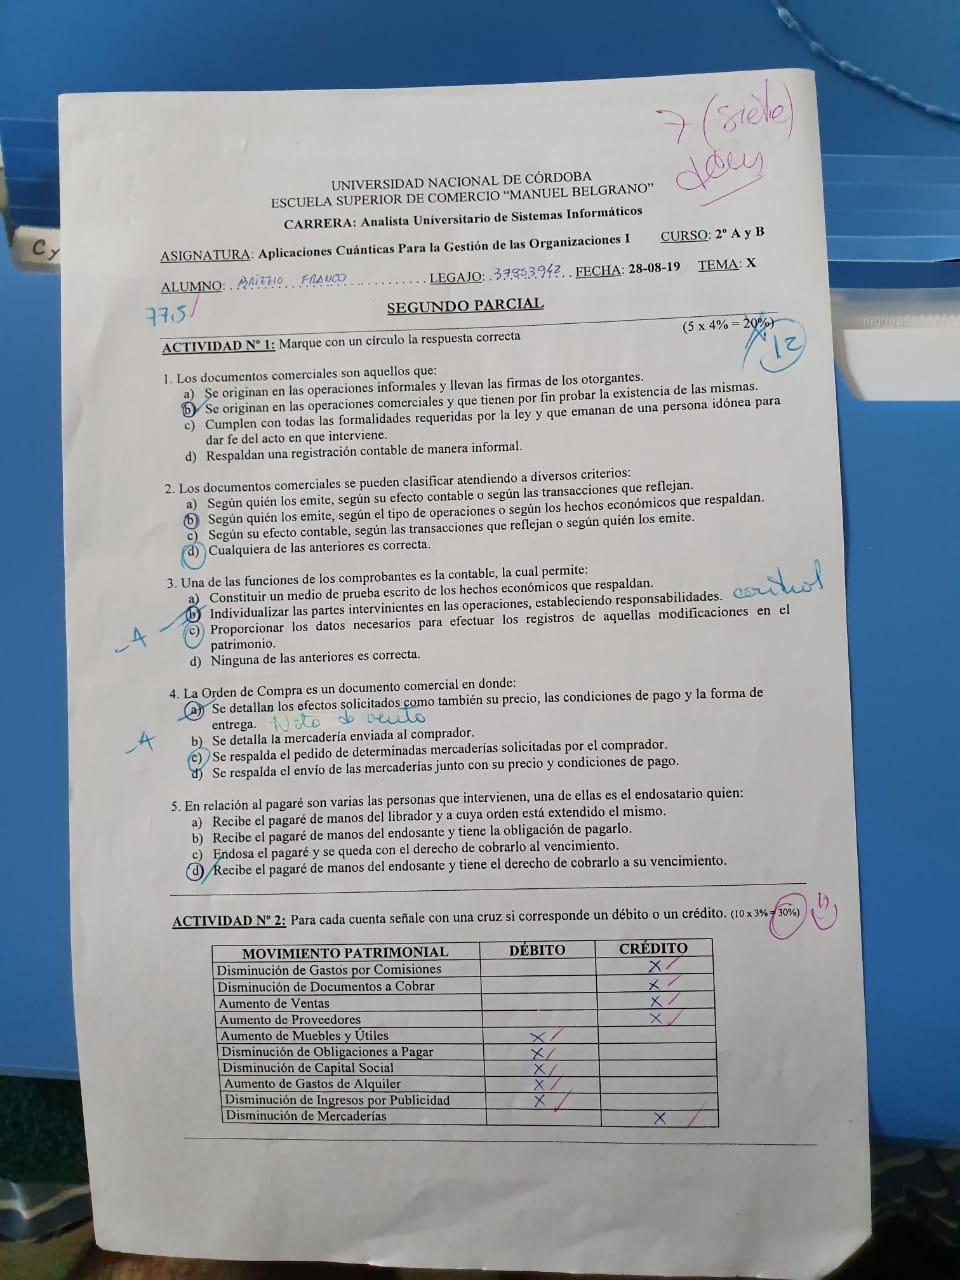 7 (siete)
UNIVERSIDAD NACIONAL DE CÓRDOBA
ESCUELA SUPERIOR DE COMERCIO “MANUEL BELGRANO”
CARRERA: Analista Universitario de Sistemas Informáticos
ASIGNATURA: Aplicaciones Cuánticas Para la Gestión de las Organizaciones I CURSO: 2º A y B
ALUMNO: BRIZZIO FRANCO LEGAJO: 37853942 FECHA: 28-08-19 TEMA: X
77,5/
SEGUNDO PARCIAL
ACTIVIDAD Nº 1: Marque con un círculo la respuesta correcta (5 x 4% = 20%)
12
1. Los documentos comerciales son aquellos que:
a) Se originan en las operaciones informales y llevan las firmas de los otorgantes.
b) Se originan en las operaciones comerciales y que tienen por fin probar la existencia de las mismas.
c) Cumplen con todas las formalidades requeridas por la ley y que emanan de una persona idónea para
dar fe del acto en que interviene.
d) Respaldan una registración contable de manera informal.
2. Los documentos comerciales se pueden clasificar atendiendo a diversos criterios:
a) Según quién los emite, según su efecto contable o según las transacciones que reflejan.
b) Según quién los emite, según el tipo de operaciones o según los hechos económicos que respaldan.
c) Según su efecto contable, según las transacciones que reflejan o según quién los emite.
d) Cualquiera de las anteriores es correcta.
3. Una de las funciones de los comprobantes es la contable, la cual permite:
a) Constituir un medio de prueba escrito de los hechos económicos que respaldan.
b) Individualizar las partes intervinientes en las operaciones, estableciendo responsabilidades. control
c) Proporcionar los datos necesarios para efectuar los registros de aquellas modificaciones en el
patrimonio.
d) Ninguna de las anteriores es correcta.
4. La Orden de Compra es un documento comercial en donde:
a) Se detallan los efectos solicitados como también su precio, las condiciones de pago y la forma de
entrega. Nota de venta
b) Se detalla la mercadería enviada al comprador.
c) Se respalda el pedido de determinadas mercaderías solicitadas por el comprador.
d) Se respalda el envío de las mercaderías junto con su precio y condiciones de pago.
5. En relación al pagaré son varias las personas que intervienen, una de ellas es el endosatario quien:
a) Recibe el pagaré de manos del librador y a cuya orden está extendido el mismo.
b) Recibe el pagaré de manos del endosante y tiene la obligación de pagarlo.
c) Endosa el pagaré y se queda con el derecho de cobrarlo al vencimiento.
d) Recibe el pagaré de manos del endosante y tiene el derecho de cobrarlo a su vencimiento.
ACTIVIDAD Nº 2: Para cada cuenta señale con una cruz si corresponde un débito o un crédito. (10 x 3% = 30%)
MOVIMIENTO PATRIMONIAL DÉBITO CRÉDITO
Disminución de Gastos por Comisiones X
Disminución de Documentos a Cobrar X
Aumento de Ventas X
Aumento de Proveedores X
Aumento de Muebles y Útiles X
Disminución de Obligaciones a Pagar X
Disminución de Capital Social X
Aumento de Gastos de Alquiler X
Disminución de Ingresos por Publicidad X
Disminución de Mercaderías X